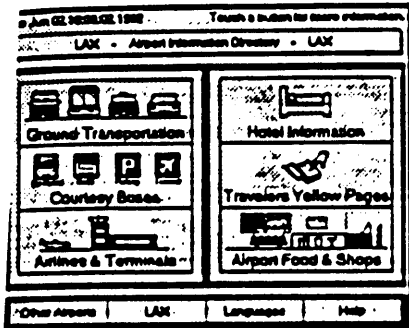 Touch a button for more information.
LAX - Airport Information Directory - LAX
Ground Transportation
Hotel Information
Courtesy Buses
P
Travelers Yellow Pages
Airlines & Terminals
Airport Food & Shops
Other Airports LAX Languages Help